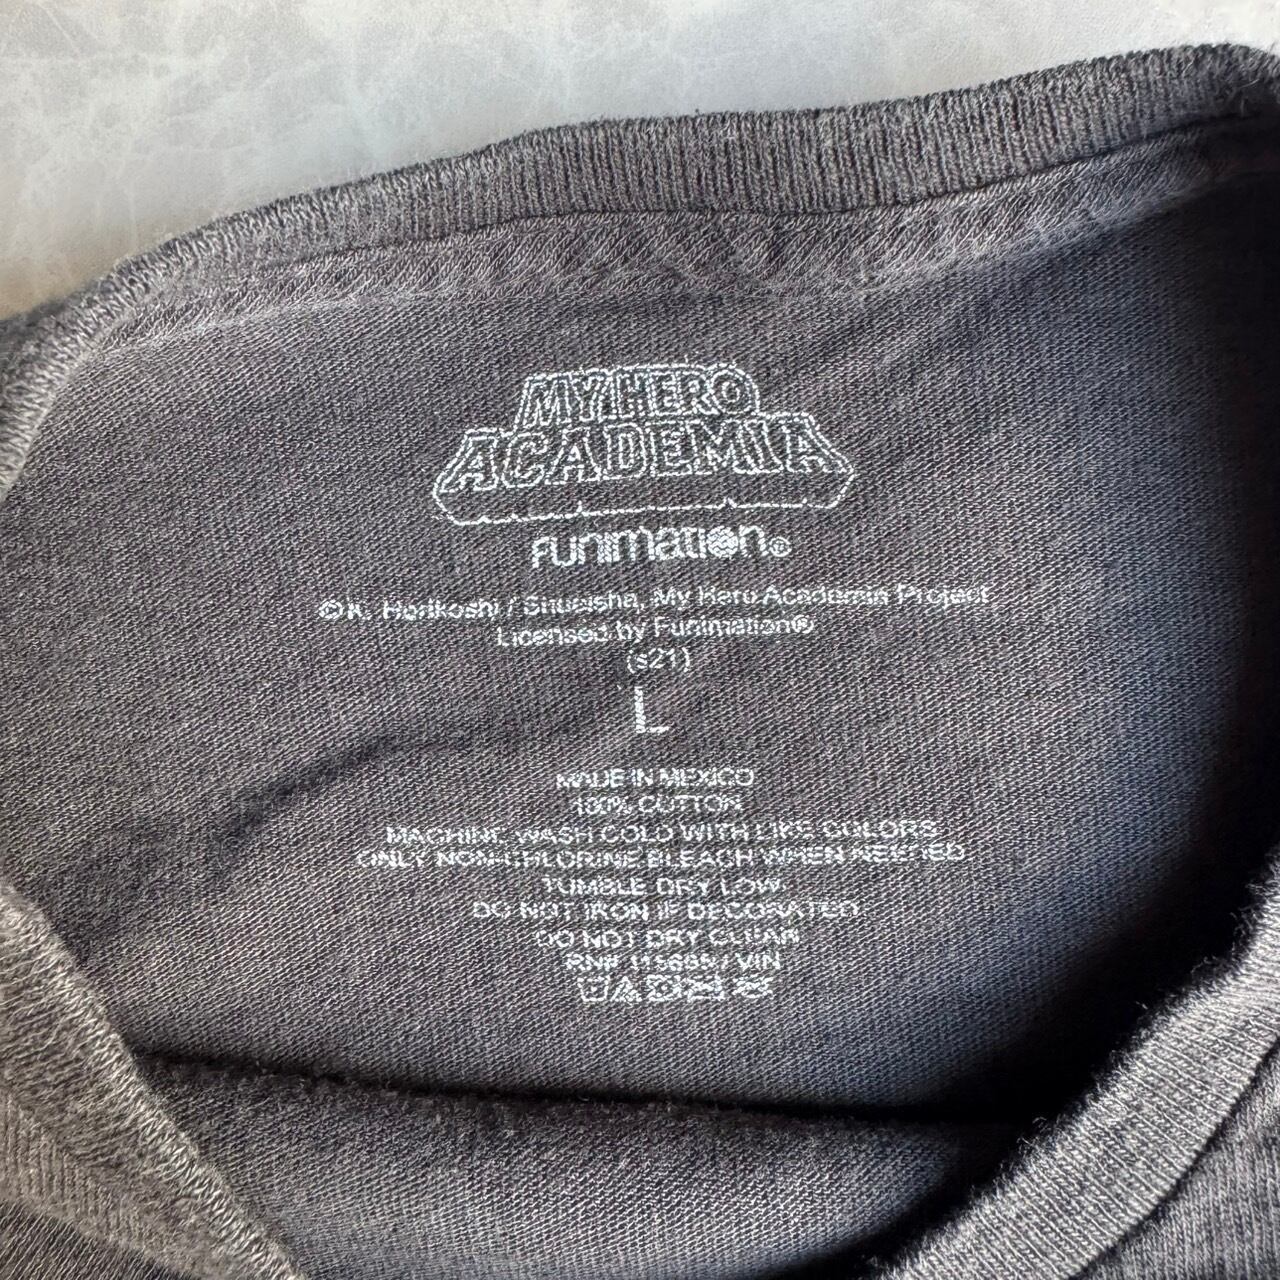 MY HERO
ACADEMIA
FUNIMATION®
© K. Horikoshi / Shueisha, My Hero Academia Project
Licensed by Funimation®
(s21)
L
MADE IN MEXICO
100% COTTON
MACHINE WASH COLD WITH LIKE COLORS
ONLY NON-CHLORINE BLEACH WHEN NEEDED
TUMBLE DRY LOW
DO NOT IRON IF DECORATED
DO NOT DRY CLEAN
RN# / VIN